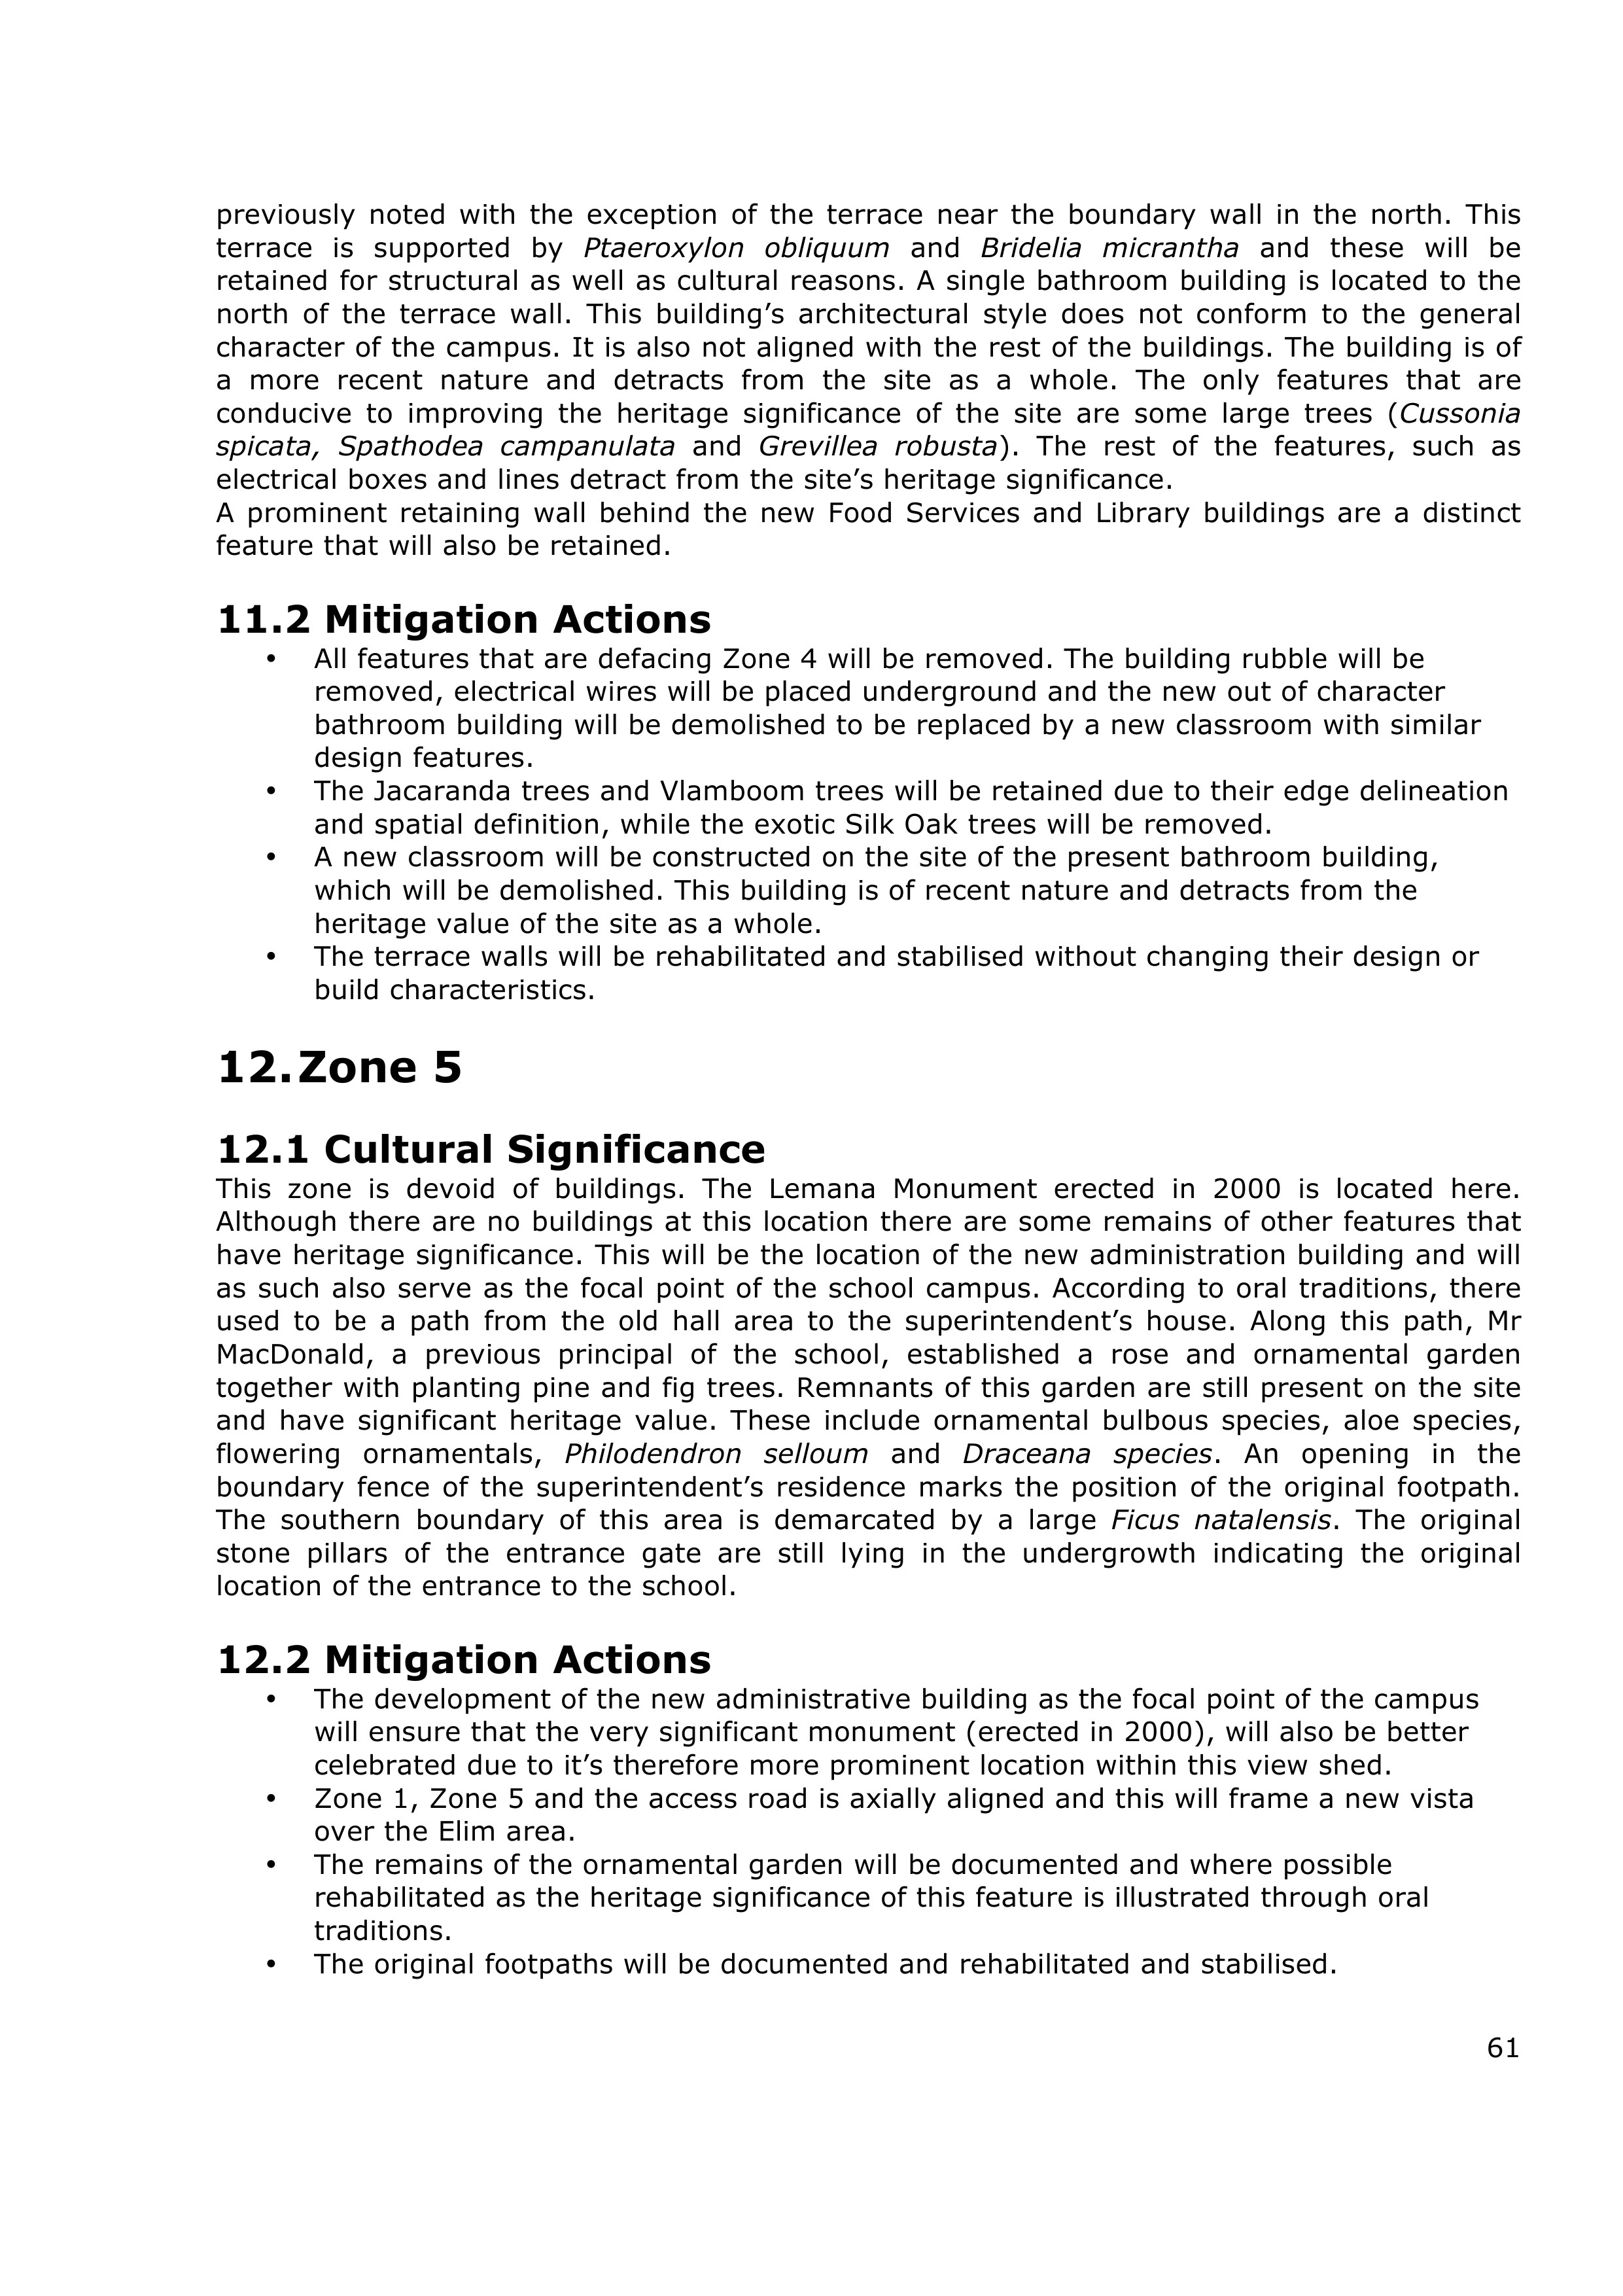 previously noted with the exception of the terrace near the boundary wall in the north. This
terrace is supported by Ptaeroxylon obliquum and Bridelia micrantha and these will be
retained for structural as well as cultural reasons. A single bathroom building is located to the
north of the terrace wall. This building’s architectural style does not conform to the general
character of the campus. It is also not aligned with the rest of the buildings. The building is of
a more recent nature and detracts from the site as a whole. The only features that are
conducive to improving the heritage significance of the site are some large trees (Cussonia
spicata, Spathodea campanulata and Grevillea robusta). The rest of the features, such as
electrical boxes and lines detract from the site’s heritage significance.
A prominent retaining wall behind the new Food Services and Library buildings are a distinct
feature that will also be retained.
11.2 Mitigation Actions
• All features that are defacing Zone 4 will be removed. The building rubble will be
removed, electrical wires will be placed underground and the new out of character
bathroom building will be demolished to be replaced by a new classroom with similar
design features.
• The Jacaranda trees and Vlamboom trees will be retained due to their edge delineation
and spatial definition, while the exotic Silk Oak trees will be removed.
• A new classroom will be constructed on the site of the present bathroom building,
which will be demolished. This building is of recent nature and detracts from the
heritage value of the site as a whole.
• The terrace walls will be rehabilitated and stabilised without changing their design or
build characteristics.
12. Zone 5
12.1 Cultural Significance
This zone is devoid of buildings. The Lemana Monument erected in 2000 is located here.
Although there are no buildings at this location there are some remains of other features that
have heritage significance. This will be the location of the new administration building and will
as such also serve as the focal point of the school campus. According to oral traditions, there
used to be a path from the old hall area to the superintendent’s house. Along this path, Mr
MacDonald, a previous principal of the school, established a rose and ornamental garden
together with planting pine and fig trees. Remnants of this garden are still present on the site
and have significant heritage value. These include ornamental bulbous species, aloe species,
flowering ornamentals, Philodendron selloum and Draceana species. An opening in the
boundary fence of the superintendent’s residence marks the position of the original footpath.
The southern boundary of this area is demarcated by a large Ficus natalensis. The original
stone pillars of the entrance gate are still lying in the undergrowth indicating the original
location of the entrance to the school.
12.2 Mitigation Actions
• The development of the new administrative building as the focal point of the campus
will ensure that the very significant monument (erected in 2000), will also be better
celebrated due to it’s therefore more prominent location within this view shed.
• Zone 1, Zone 5 and the access road is axially aligned and this will frame a new vista
over the Elim area.
• The remains of the ornamental garden will be documented and where possible
rehabilitated as the heritage significance of this feature is illustrated through oral
traditions.
• The original footpaths will be documented and rehabilitated and stabilised.
61